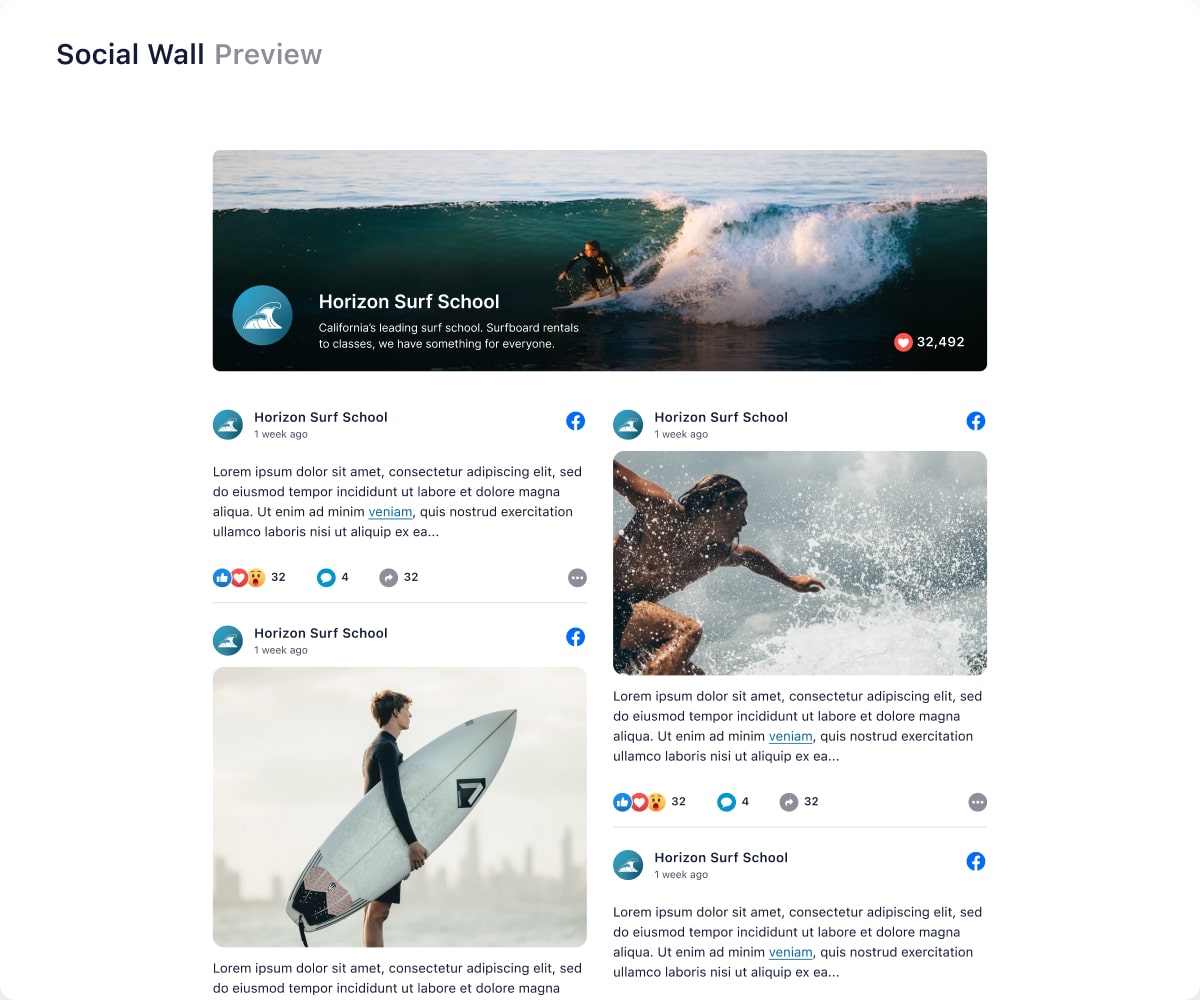 Social Wall Preview
Horizon Surf School
California's leading surf school. Surfboard rentals
to classes, we have something for everyone.
32,492
Horizon Surf School
1 week ago
Lorem ipsum dolor sit amet, consectetur adipiscing elit, sed
do eiusmod tempor incididunt ut labore et dolore magna
aliqua. Ut enim ad minim veniam, quis nostrud exercitation
ullamco laboris nisi ut aliquip ex ea...
32 4 32
Horizon Surf School
1 week ago
Lorem ipsum dolor sit amet, consectetur adipiscing elit, sed
do eiusmod tempor incididunt ut labore et dolore magna
Horizon Surf School
1 week ago
Lorem ipsum dolor sit amet, consectetur adipiscing elit, sed
do eiusmod tempor incididunt ut labore et dolore magna
aliqua. Ut enim ad minim veniam, quis nostrud exercitation
ullamco laboris nisi ut aliquip ex ea...
32 4 32
Horizon Surf School
1 week ago
Lorem ipsum dolor sit amet, consectetur adipiscing elit, sed
do eiusmod tempor incididunt ut labore et dolore magna
aliqua. Ut enim ad minim veniam, quis nostrud exercitation
ullamco laboris nisi ut aliquip ex ea...